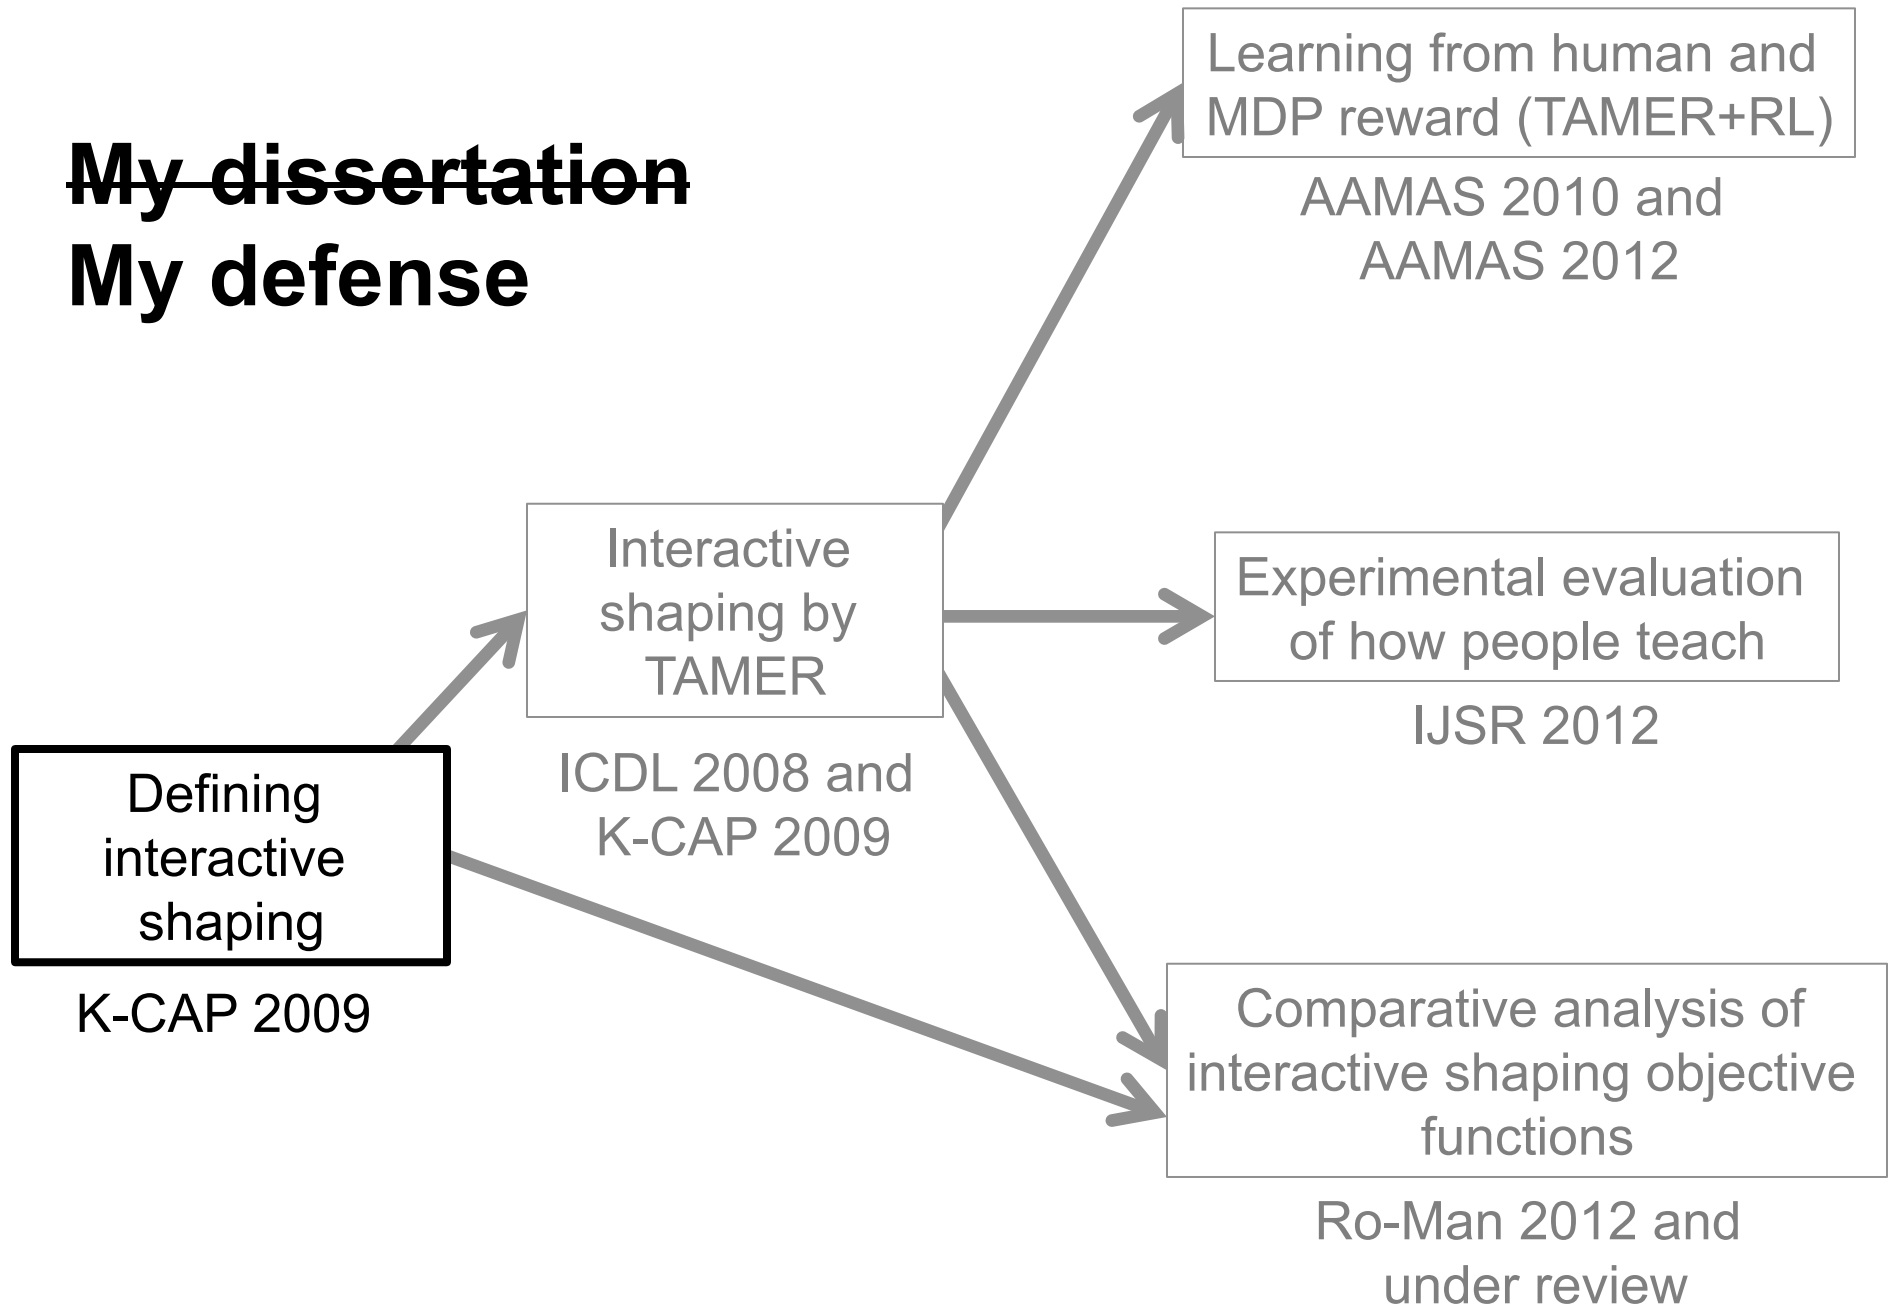 My dissertation
My defense
Learning from human and
MDP reward (TAMER+RL)
AAMAS 2010 and
AAMAS 2012
Interactive
shaping by
TAMER
ICDL 2008 and
K-CAP 2009
Experimental evaluation
of how people teach
IJSR 2012
Defining
interactive
shaping
K-CAP 2009
Comparative analysis of
interactive shaping objective
functions
Ro-Man 2012 and
under review